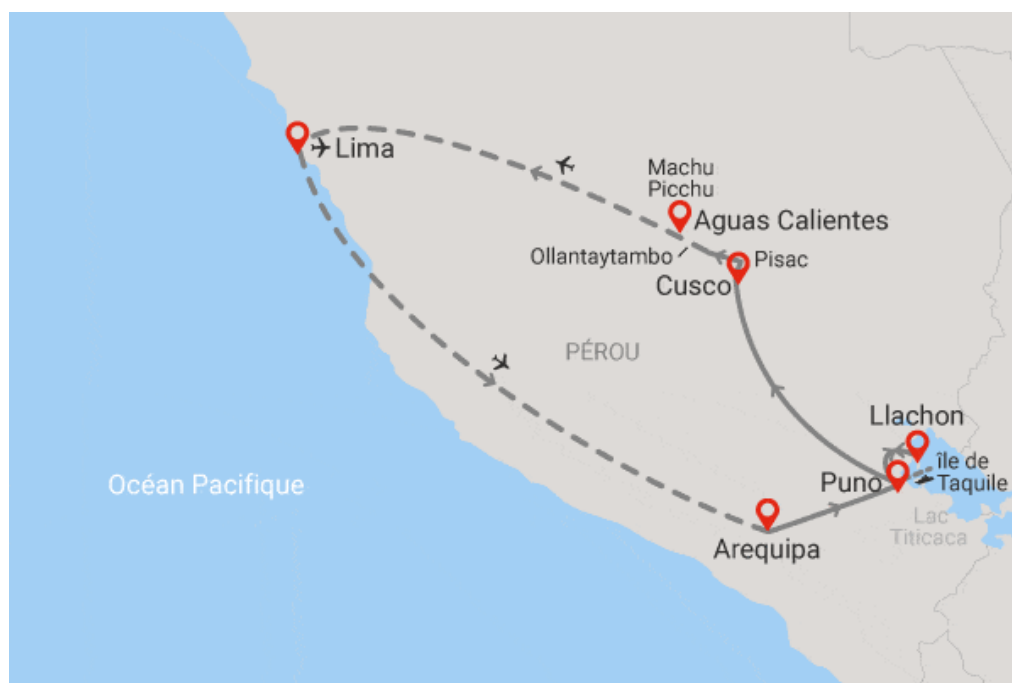 Lima
Machu
Picchu
Aguas Calientes
Ollantaytambo
Pisac
Cusco
PÉROU
Llachon
île de
Taquile
Puno
Océan Pacifique
Lac
Titicaca
Arequipa